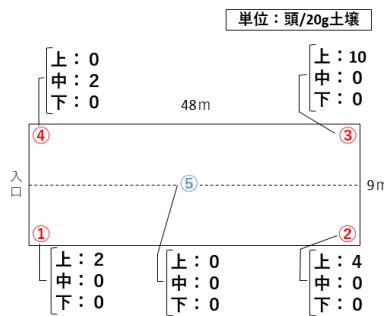 単位：頭/20g土壌
上：0
中：2
下：0
上：10
中：0
下：0
48m
④
③
入口
⑤
9m
①
②
上：2
中：0
下：0
上：0
中：0
下：0
上：4
中：0
下：0